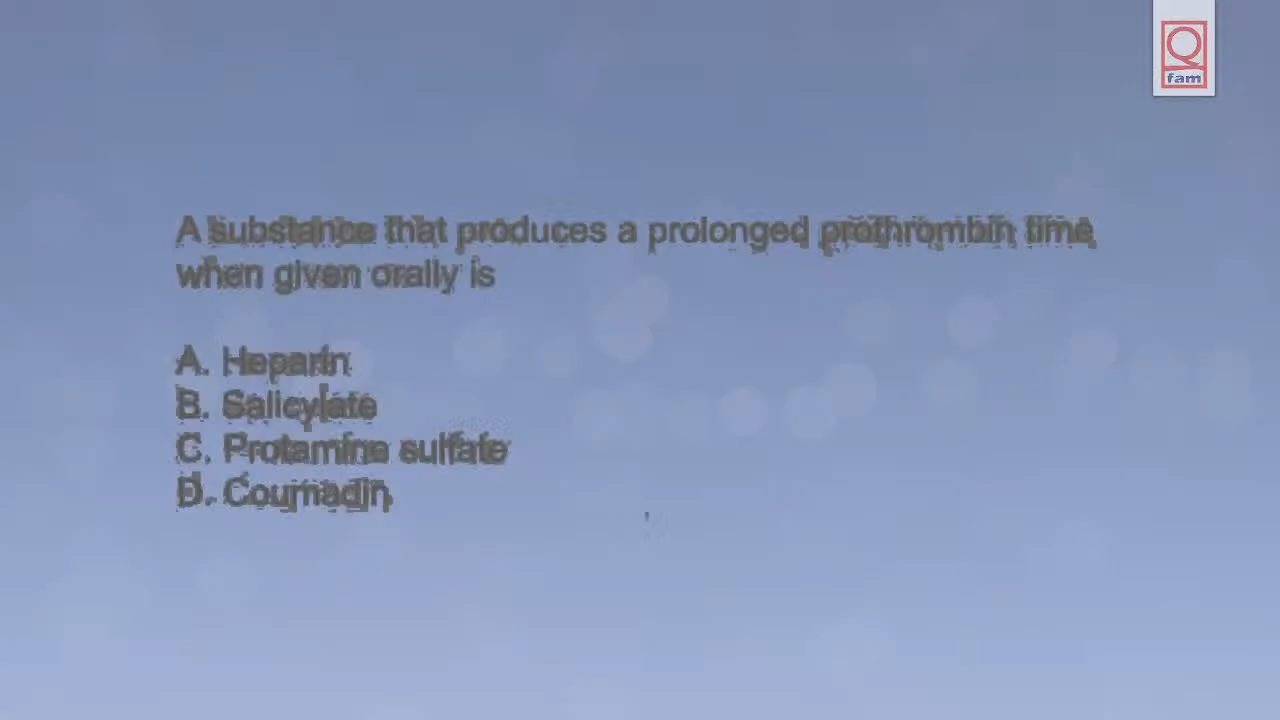 Q
fam
A substance that produces a prolonged prothrombin time
when given orally is
A. Heparin
B. Salicylate
C. Protamine sulfate
D. Coumadin